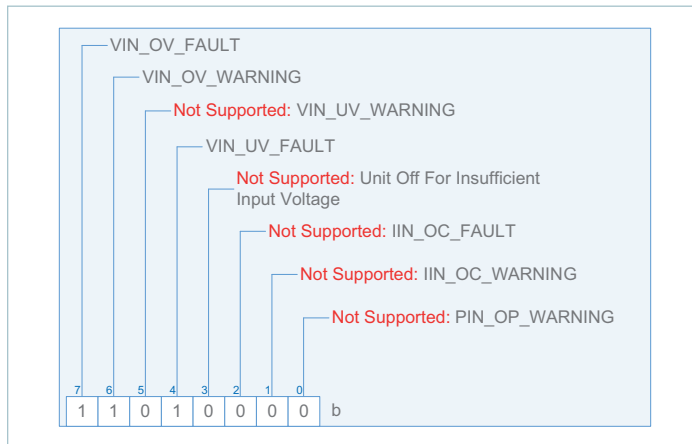 VIN_OV_FAULT
VIN_OV_WARNING
Not Supported: VIN_UV_WARNING
VIN_UV_FAULT
Not Supported: Unit Off For Insufficient
Input Voltage
Not Supported: IIN_OC_FAULT
Not Supported: IIN_OC_WARNING
Not Supported: PIN_OP_WARNING
7 6 5 4 3 2 1 0
1 1 0 1 0 0 0 0 b